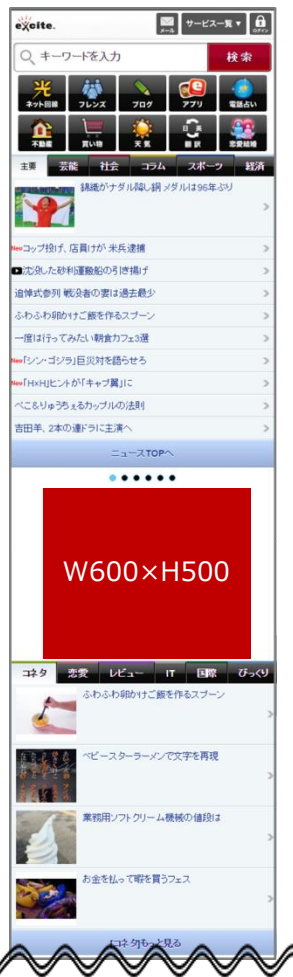 excite.
メール
サービス一覧 ▼
ログイン
キーワードを入力
検索
ネット回線
フレンズ
ブログ
アプリ
電話占い
不動産
買い物
天気
翻訳
恋愛結婚
主要
芸能
社会
コラム
スポーツ
経済
錦織がナダル降し銅 メダルは96年ぶり
Newコップ投げ、店員けが 米兵逮捕
沈没した砂利運搬船の引き揚げ
追悼式参列 戦没者の妻は過去最少
ふわふわ卵かけご飯を作るスプーン
一度は行ってみたい朝食カフェ3選
New「シン・ゴジラ」巨災対を語らせろ
New「H×H」ヒントが「キャプ翼」に
ぺこ&りゅうちぇるカップルの法則
吉田羊、2本の連ドラに主演へ
ニュースTOPへ
W600×H500
コネタ
恋愛
レビュー
IT
国際
びっくり
ふわふわ卵かけご飯を作るスプーン
ベビースターラーメンで文字を再現
業務用ソフトクリーム機械の値段は
お金を払って暇を買うフェス
コネタをもっと見る